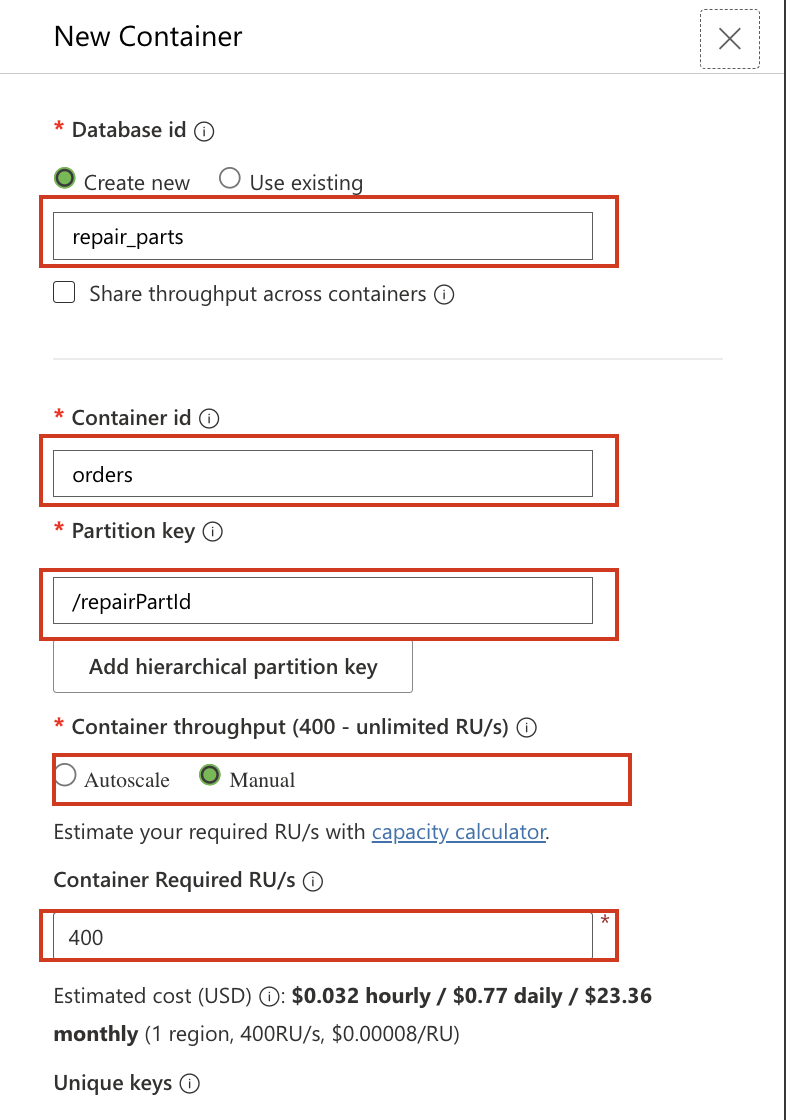 New Container
* Database id
Create new Use existing
repair_parts
Share throughput across containers
* Container id
orders
* Partition key
/repairPartId
Add hierarchical partition key
* Container throughput (400 - unlimited RU/s)
Autoscale Manual
Estimate your required RU/s with capacity calculator.
Container Required RU/s
400 *
Estimated cost (USD) : $0.032 hourly / $0.77 daily / $23.36
monthly (1 region, 400RU/s, $0.00008/RU)
Unique keys